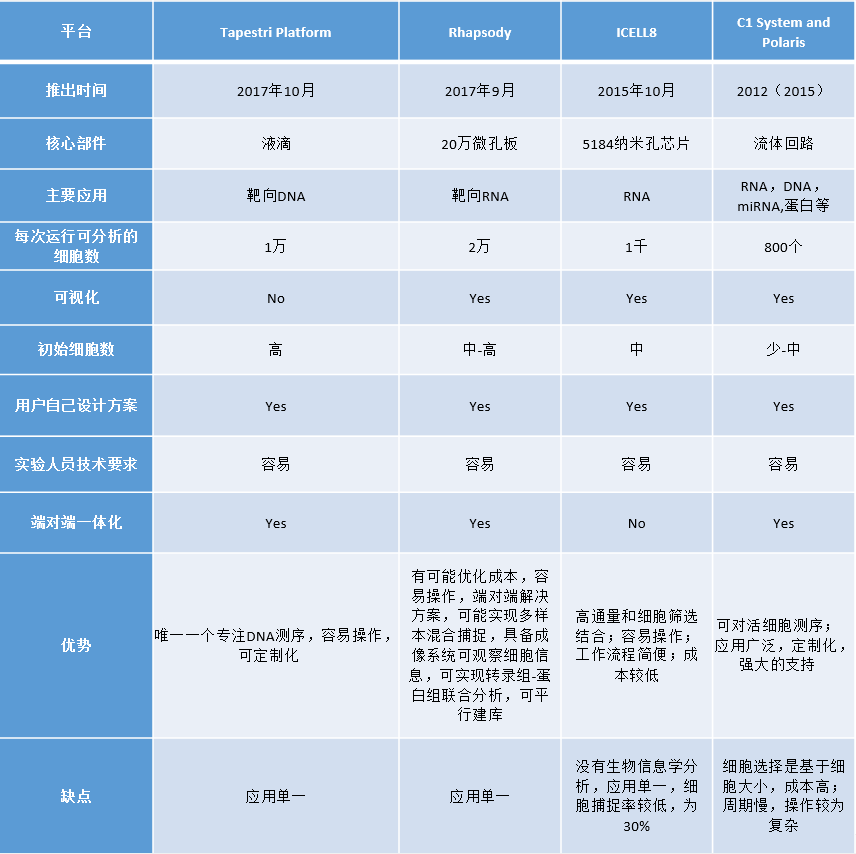 平台
Tapestri Platform
Rhapsody
ICELL8
C1 System and
Polaris
推出时间
2017年10月
2017年9月
2015年10月
2012（2015）
核心部件
液滴
20万微孔板
5184纳米孔芯片
流体回路
主要应用
靶向DNA
靶向RNA
RNA
RNA，DNA，
miRNA,蛋白等
每次运行可分析的
细胞数
1万
2万
1千
800个
可视化
No
Yes
Yes
Yes
初始细胞数
高
中-高
中
少-中
用户自己设计方案
Yes
Yes
Yes
Yes
实验人员技术要求
容易
容易
容易
容易
端对端一体化
Yes
Yes
No
Yes
优势
唯一一个专注DNA测序，容易操作，
可定制化
有可能优化成本，容
易操作，端对端解决
方案，可能实现多样
本混合捕捉，具备成
像系统可观察细胞信
息，可实现转录组-蛋
白组联合分析，可平
行建库
高通量和细胞筛选
结合；容易操作；
工作流程简便；成
本较低
可对活细胞测序；
应用广泛，定制化，
强大的支持
缺点
应用单一
应用单一
没有生物信息学分
析，应用单一，细
胞捕捉率较低，为
30%
细胞选择是基于细
胞大小，成本高；
周期慢，操作较为
复杂